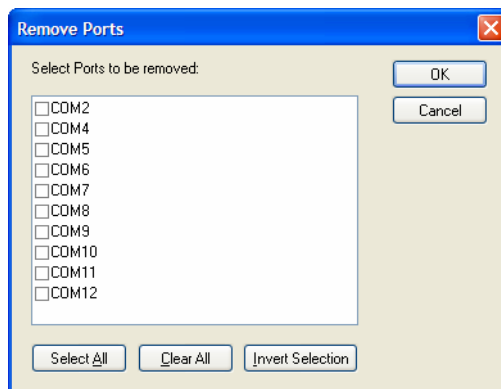 Remove Ports
Select Ports to be removed:
OK
Cancel
COM2
COM4
COM5
COM6
COM7
COM8
COM9
COM10
COM11
COM12
Select All
Clear All
Invert Selection